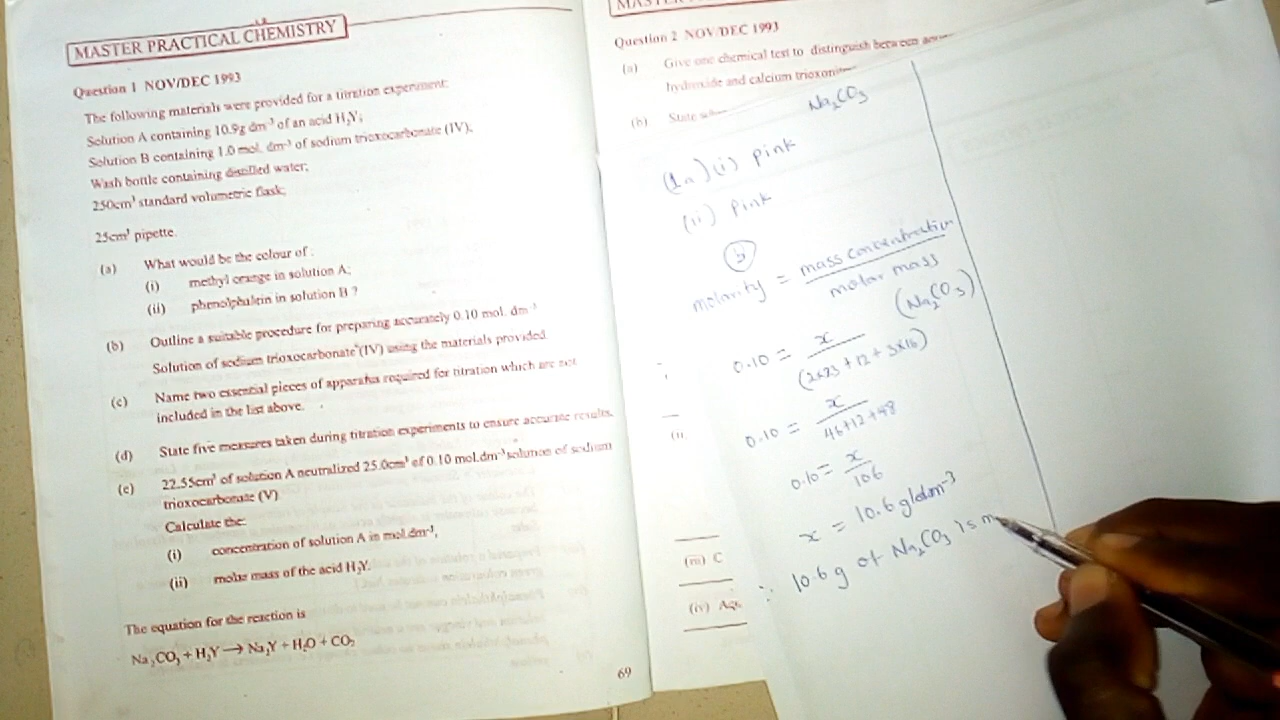 MASTER PRACTICAL CHEMISTRY
Question 1 NOV/DEC 1993
The following materials were provided for a titration experiment:
Solution A containing 10.9g dm⁻³ of an acid H₂Y;
Solution B containing 1.0 mol. dm⁻³ of sodium trioxocarbonate (IV);
Wash bottle containing distilled water;
250cm³ standard volumetric flask;
25cm³ pipette.
(a) What would be the colour of :
(i) methyl orange in solution A;
(ii) phenolphalein in solution B ?
(b) Outline a suitable procedure for preparing accurately 0.10 mol. dm⁻³
Solution of sodium trioxocarbonate (IV) using the materials provided.
(c) Name two essential pieces of apparatus required for titration which are not
included in the list above.
(d) State five measures taken during titration experiments to ensure accurate results.
(e) 22.55cm³ of solution A neutralized 25.0cm³ of 0.10 mol.dm⁻³ solution of sodium
trioxocarbonate (V)
Calculate the:
(i) concentration of solution A in mol.dm⁻³,
(ii) molar mass of the acid H₂Y.
The equation for the reaction is
Na₂CO₃ + H₂Y → Na₂Y + H₂O + CO₂
69
Question 2 NOV/DEC 1993
(a) Give one chemical test to distinguish between
hydroxide and calcium
(b) State
(ii.
(iii) C
(iv)
Na₂CO₃
(1a) (i) pink
(ii) Pink
(b)
molarity = mass concentration
molar mass
(Na₂CO₃)
∴ 0.10 = x
(2x23 + 12 + 3x16)
0.10 = x
46+12+48
0.10 = x
106
x = 10.6 gldm⁻³
∴ 10.6 g of Na₂CO₃ is m